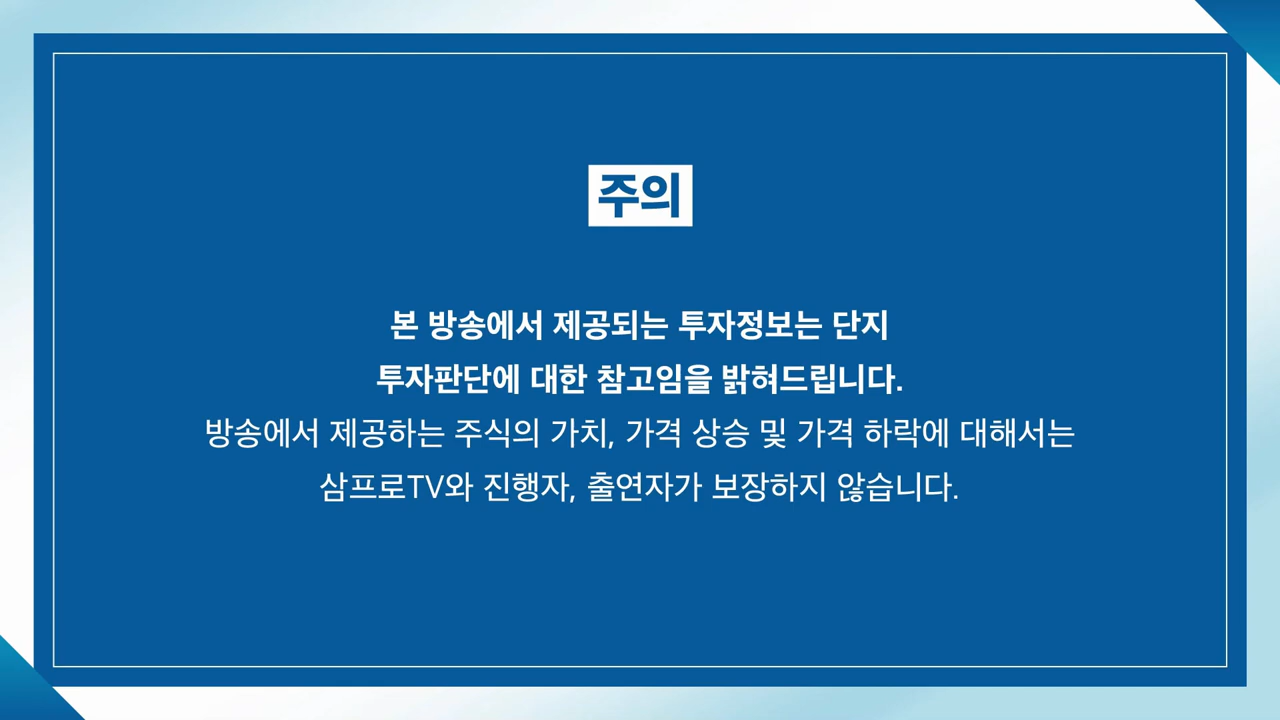 주의
본 방송에서 제공되는 투자정보는 단지
투자판단에 대한 참고임을 밝혀드립니다.
방송에서 제공하는 주식의 가치, 가격 상승 및 가격 하락에 대해서는
삼프로TV와 진행자, 출연자가 보장하지 않습니다.